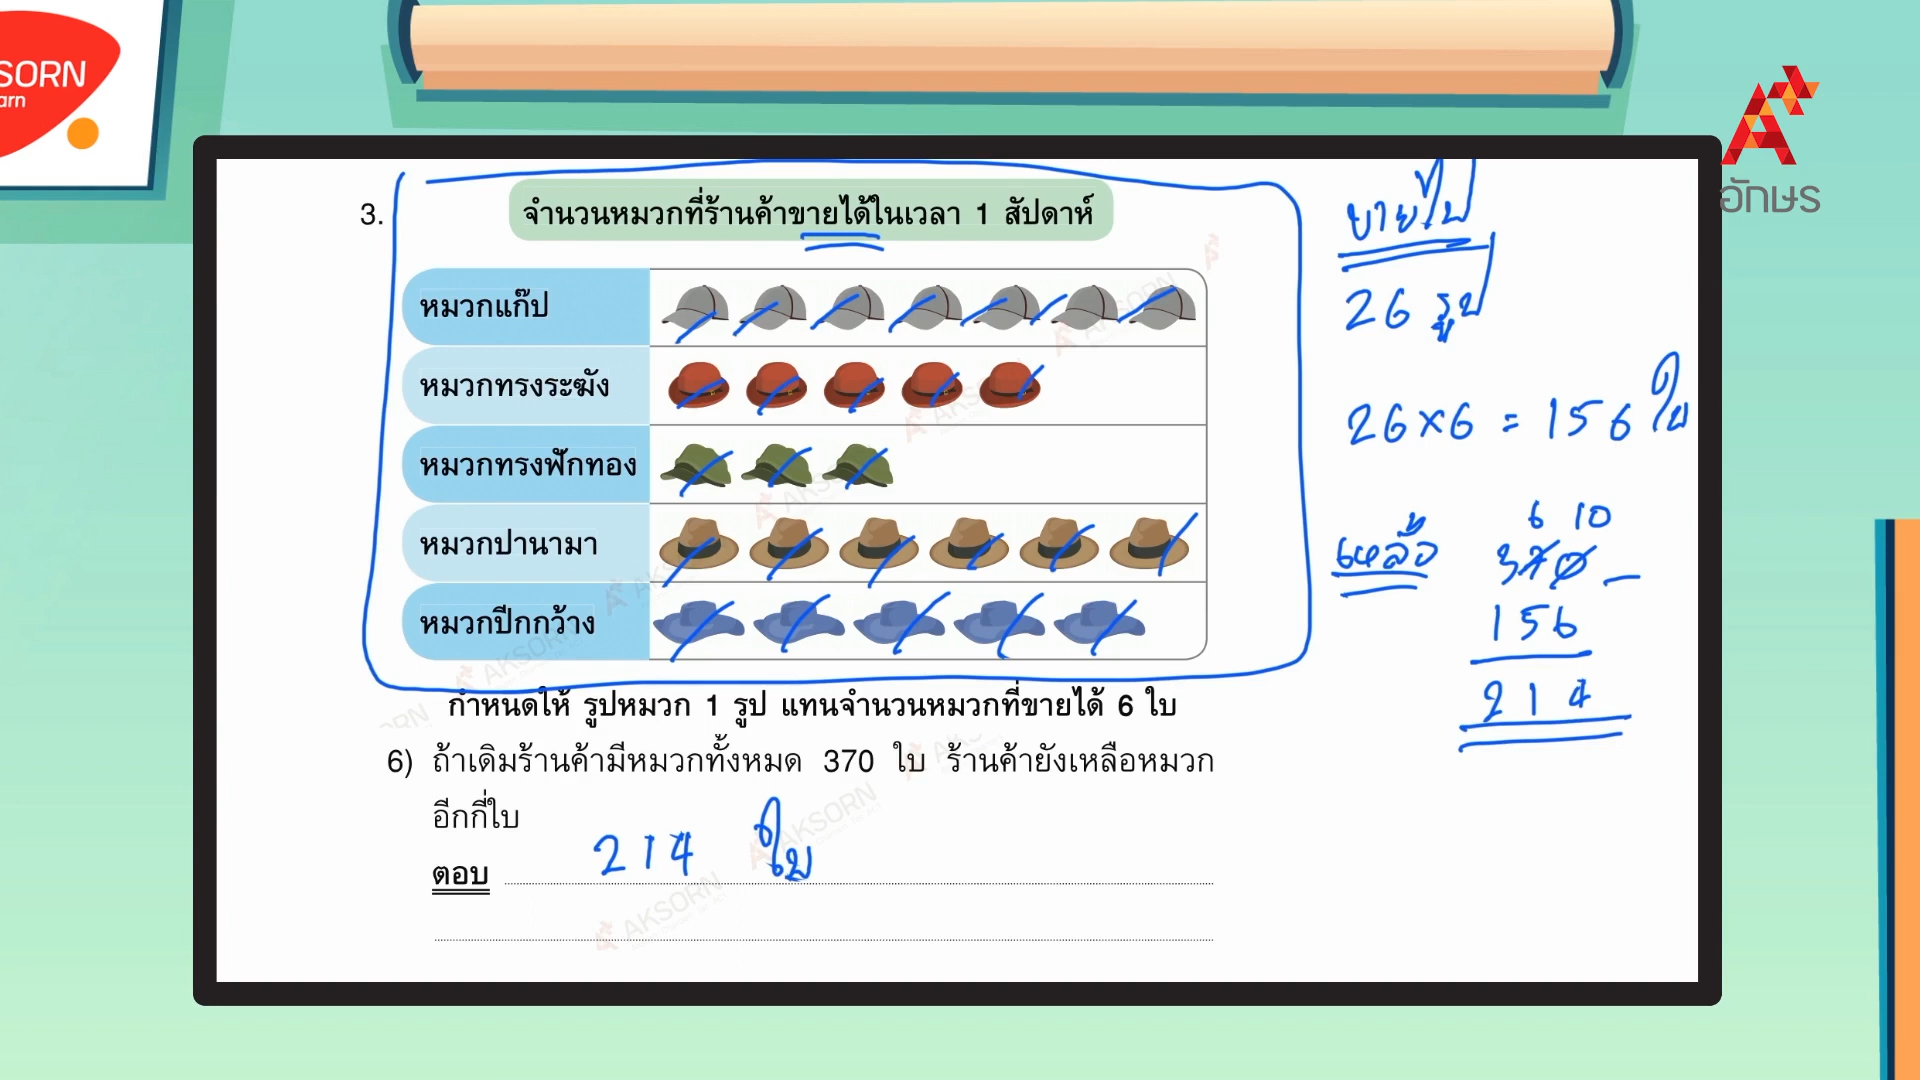 SORN
arn
อักษร
3.
จำนวนหมวกที่ร้านค้าขายได้ในเวลา 1 สัปดาห์
หมวกแก๊ป
หมวกทรงระฆัง
หมวกทรงฟักทอง
หมวกปานามา
หมวกปีกกว้าง
กำหนดให้ รูปหมวก 1 รูป แทนจำนวนหมวกที่ขายได้ 6 ใบ
6) ถ้าเดิมร้านค้ามีหมวกทั้งหมด 370 ใบ ร้านค้ายังเหลือหมวก
อีกกี่ใบ
ตอบ 214 ใบ
ขายไป
26 รูป
26×6 = 156 ใบ
เหลือ
6 10
370 –
156
214
AKSORN
AKSORN
AKSORN
AKSORN